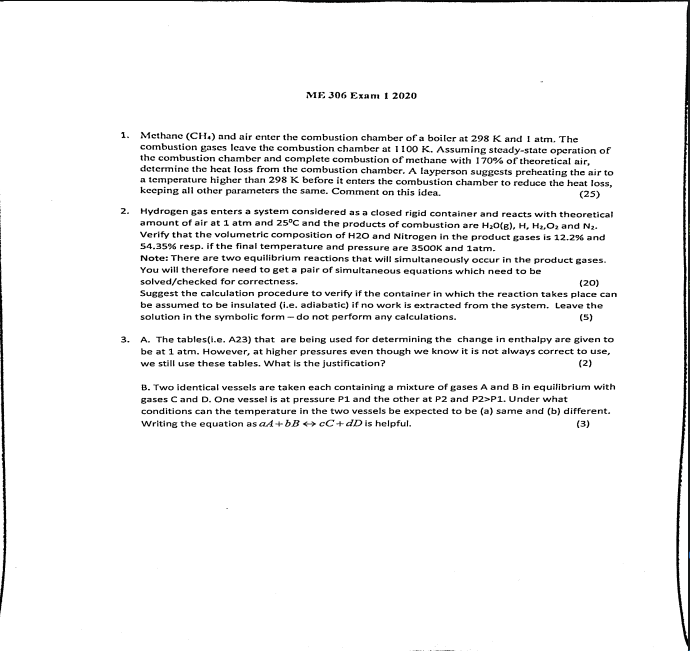 ME 306 Exam 1 2020
1. Methane (CH₄) and air enter the combustion chamber of a boiler at 298 K and 1 atm. The
combustion gases leave the combustion chamber at 1100 K. Assuming steady-state operation of
the combustion chamber and complete combustion of methane with 170% of theoretical air,
determine the heat loss from the combustion chamber. A layperson suggests preheating the air to
a temperature higher than 298 K before it enters the combustion chamber to reduce the heat loss,
keeping all other parameters the same. Comment on this idea. (25)
2. Hydrogen gas enters a system considered as a closed rigid container and reacts with theoretical
amount of air at 1 atm and 25⁰C and the products of combustion are H₂0(g), H, H₂,O₂ and N₂.
Verify that the volumetric composition of H2O and Nitrogen in the product gases is 12.2% and
54.35% resp. if the final temperature and pressure are 3500K and 1atm.
Note: There are two equilibrium reactions that will simultaneously occur in the product gases.
You will therefore need to get a pair of simultaneous equations which need to be
solved/checked for correctness. (20)
Suggest the calculation procedure to verify if the container in which the reaction takes place can
be assumed to be insulated (i.e. adiabatic) if no work is extracted from the system. Leave the
solution in the symbolic form – do not perform any calculations. (5)
3. A. The tables(i.e. A23) that are being used for determining the change in enthalpy are given to
be at 1 atm. However, at higher pressures even though we know it is not always correct to use,
we still use these tables. What is the justification? (2)
B. Two identical vessels are taken each containing a mixture of gases A and B in equilibrium with
gases C and D. One vessel is at pressure P1 and the other at P2 and P2>P1. Under what
conditions can the temperature in the two vessels be expected to be (a) same and (b) different.
Writing the equation as aA+bB ↔ cC+dD is helpful. (3)